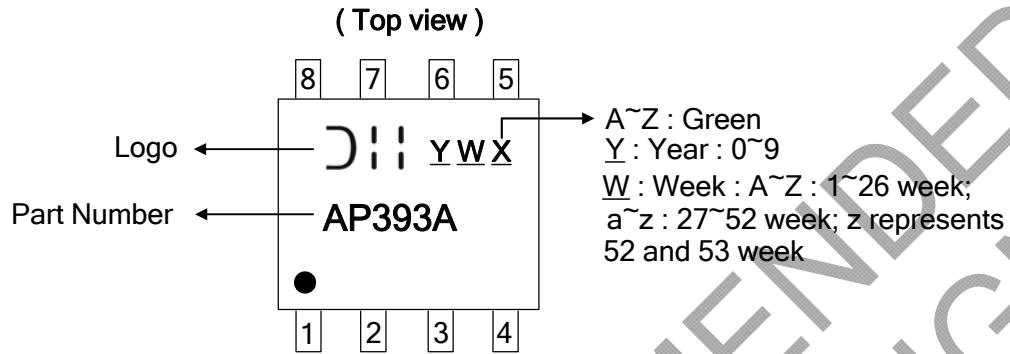 ( Top view )
8 7 6 5
Logo
Y W X
A~Z : Green
Y : Year : 0~9
W : Week : A~Z : 1~26 week;
a~z : 27~52 week; z represents
52 and 53 week
Part Number
AP393A
1 2 3 4